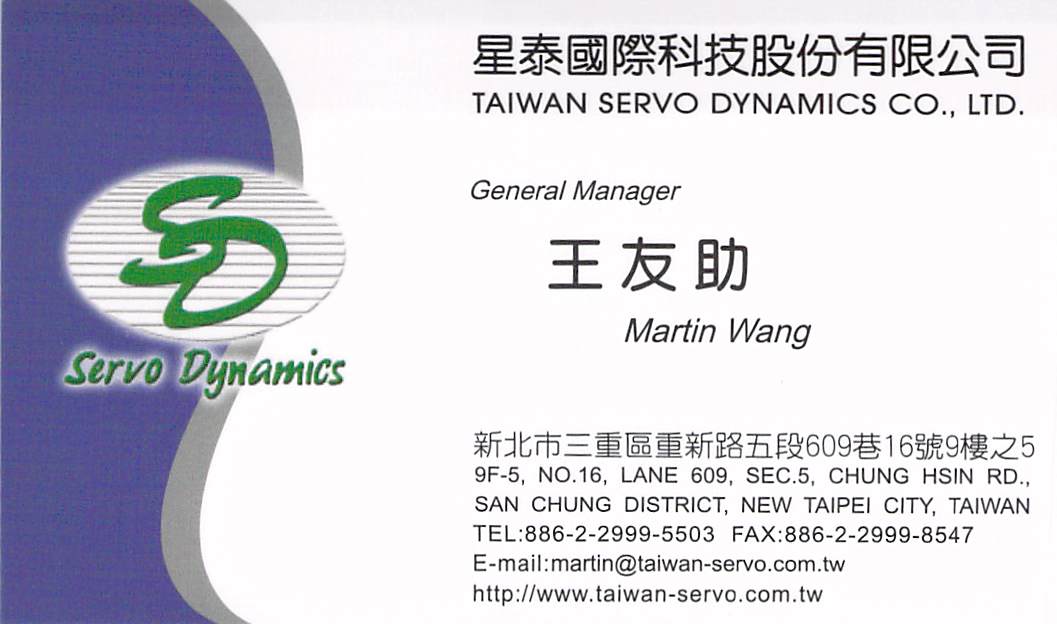 星泰國際科技股份有限公司
TAIWAN SERVO DYNAMICS CO., LTD.
General Manager
王友助
Martin Wang
SD
Servo Dynamics
新北市三重區重新路五段609巷16號9樓之5
9F-5, NO.16, LANE 609, SEC.5, CHUNG HSIN RD.,
SAN CHUNG DISTRICT, NEW TAIPEI CITY, TAIWAN
TEL:886-2-2999-5503 FAX:886-2-2999-8547
E-mail:martin@taiwan-servo.com.tw
http://www.taiwan-servo.com.tw